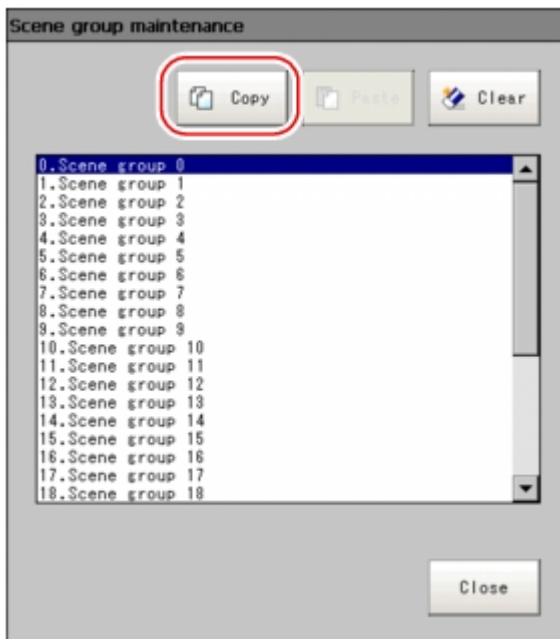 Scene group maintenance
Copy Paste Clear
0.Scene group 0
1.Scene group 1
2.Scene group 2
3.Scene group 3
4.Scene group 4
5.Scene group 5
6.Scene group 6
7.Scene group 7
8.Scene group 8
9.Scene group 9
10.Scene group 10
11.Scene group 11
12.Scene group 12
13.Scene group 13
14.Scene group 14
15.Scene group 15
16.Scene group 16
17.Scene group 17
18.Scene group 18
Close